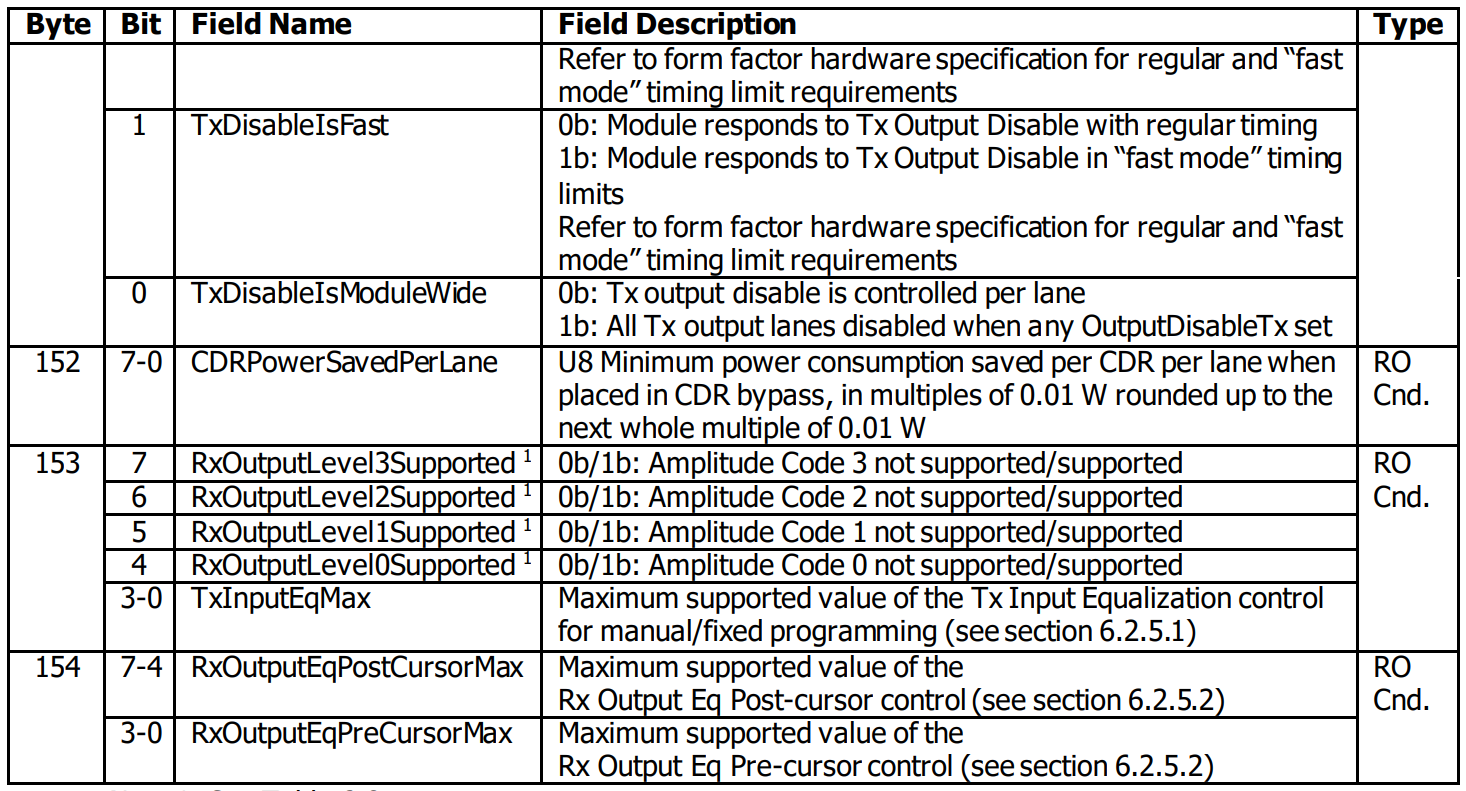 Byte Bit Field Name Field Description Type
Refer to form factor hardware specification for regular and “fast
mode” timing limit requirements
1 TxDisableIsFast 0b: Module responds to Tx Output Disable with regular timing
1b: Module responds to Tx Output Disable in “fast mode” timing
limits
Refer to form factor hardware specification for regular and “fast
mode” timing limit requirements
0 TxDisableIsModuleWide 0b: Tx output disable is controlled per lane
1b: All Tx output lanes disabled when any OutputDisableTx set
152 7-0 CDRPowerSavedPerLane U8 Minimum power consumption saved per CDR per lane when RO
placed in CDR bypass, in multiples of 0.01 W rounded up to the Cnd.
next whole multiple of 0.01 W
153 7 RxOutputLevel3Supported 1 0b/1b: Amplitude Code 3 not supported/supported RO
6 RxOutputLevel2Supported 1 0b/1b: Amplitude Code 2 not supported/supported Cnd.
5 RxOutputLevel1Supported 1 0b/1b: Amplitude Code 1 not supported/supported
4 RxOutputLevel0Supported 1 0b/1b: Amplitude Code 0 not supported/supported
3-0 TxInputEqMax Maximum supported value of the Tx Input Equalization control
for manual/fixed programming (see section 6.2.5.1)
154 7-4 RxOutputEqPostCursorMax Maximum supported value of the RO
Rx Output Eq Post-cursor control (see section 6.2.5.2) Cnd.
3-0 RxOutputEqPreCursorMax Maximum supported value of the
Rx Output Eq Pre-cursor control (see section 6.2.5.2)